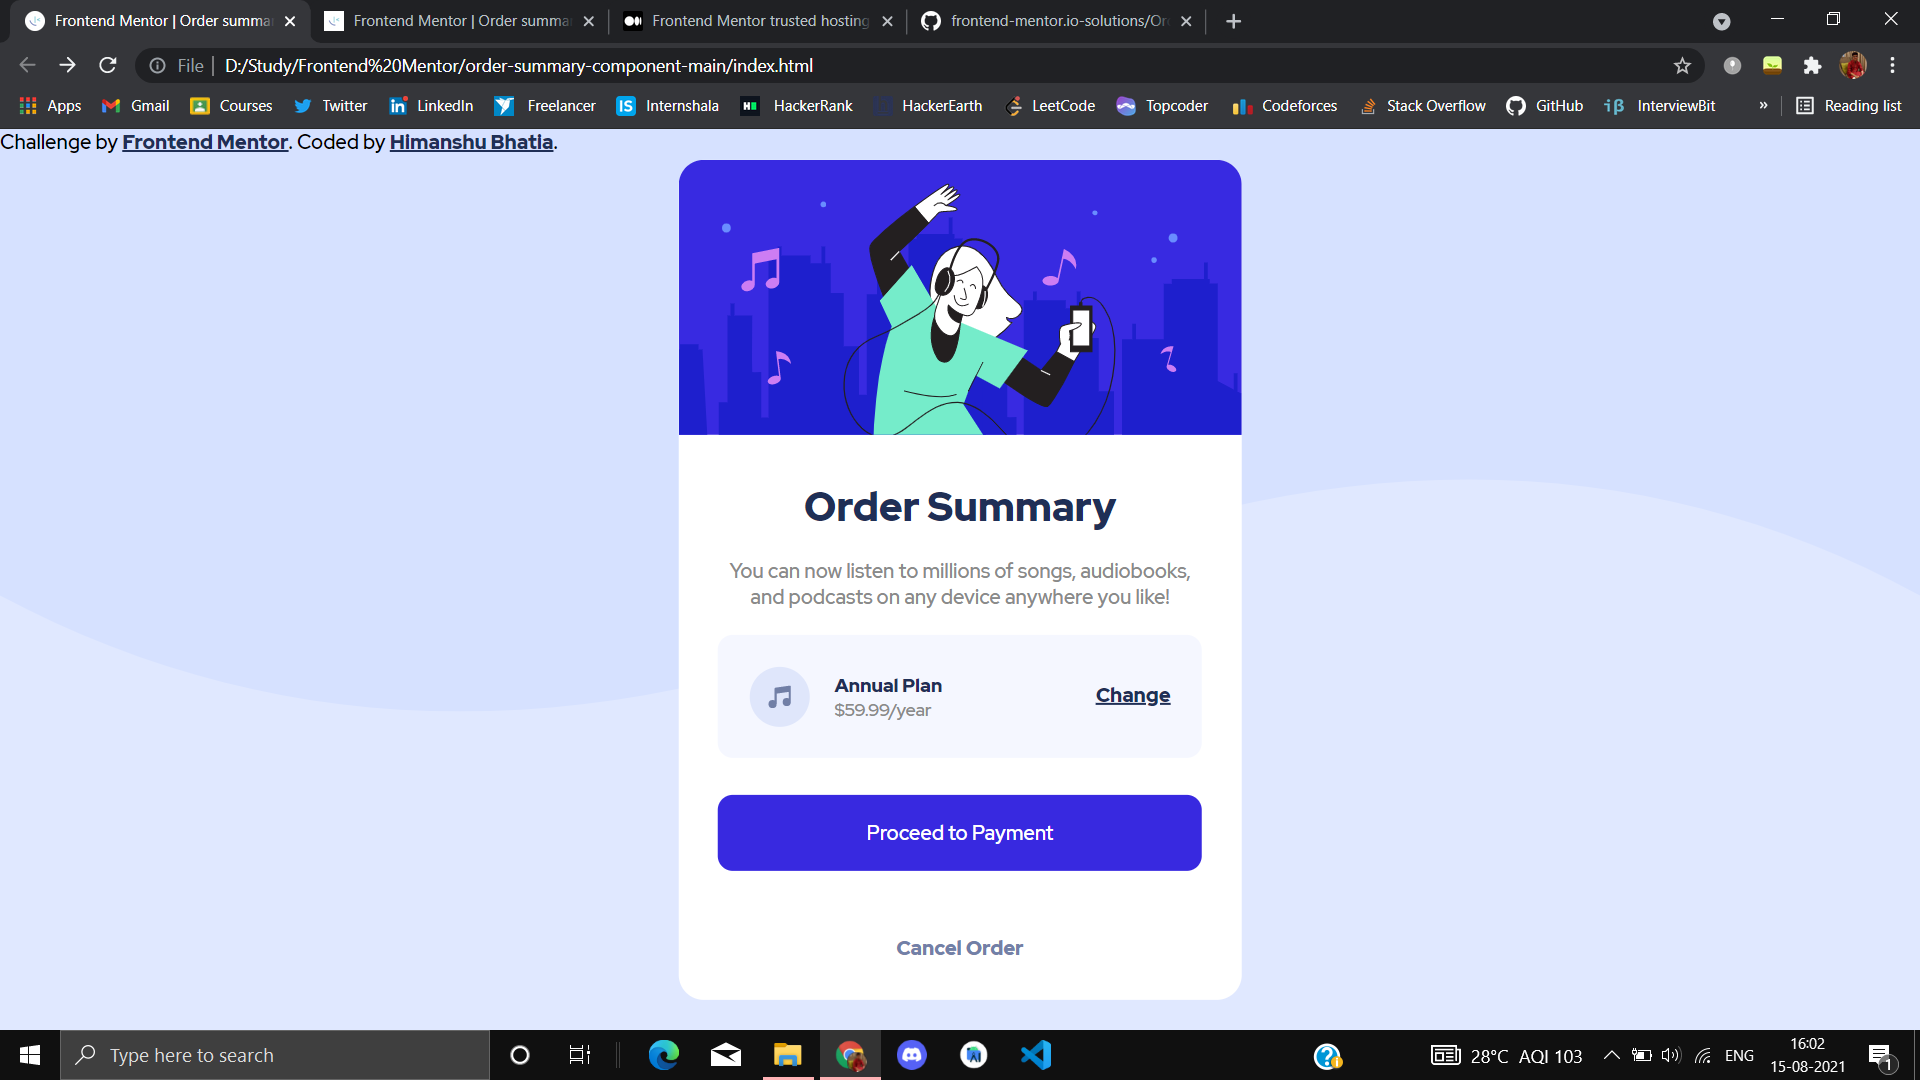 Frontend Mentor | Order summar
Frontend Mentor | Order summar
Frontend Mentor trusted hosting
frontend-mentor.io-solutions/Or
File
D:/Study/Frontend%20Mentor/order-summary-component-main/index.html
Apps
Gmail
Courses
Twitter
LinkedIn
Freelancer
Internshala
HackerRank
HackerEarth
LeetCode
Topcoder
Codeforces
Stack Overflow
GitHub
InterviewBit
»
Reading list
Challenge by Frontend Mentor. Coded by Himanshu Bhatia.
Order Summary
You can now listen to millions of songs, audiobooks,
and podcasts on any device anywhere you like!
Annual Plan
$59.99/year
Change
Proceed to Payment
Cancel Order
Type here to search
28°C AQI 103
ENG
16:02
15-08-2021
1